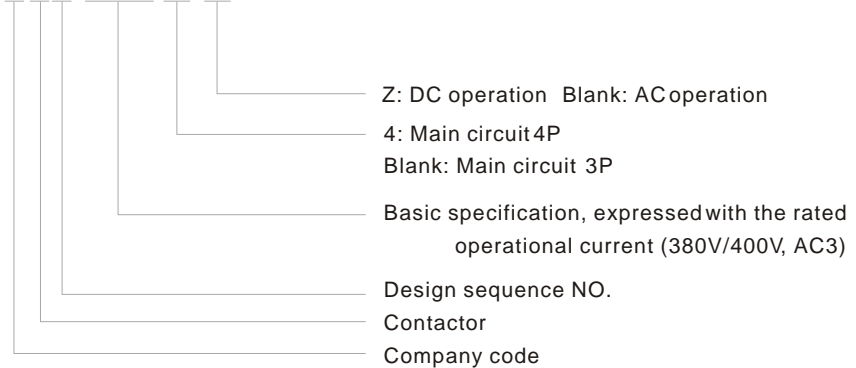 Z: DC operation Blank: AC operation
4: Main circuit 4P
Blank: Main circuit 3P
Basic specification, expressed with the rated
operational current (380V/400V, AC3)
Design sequence NO.
Contactor
Company code